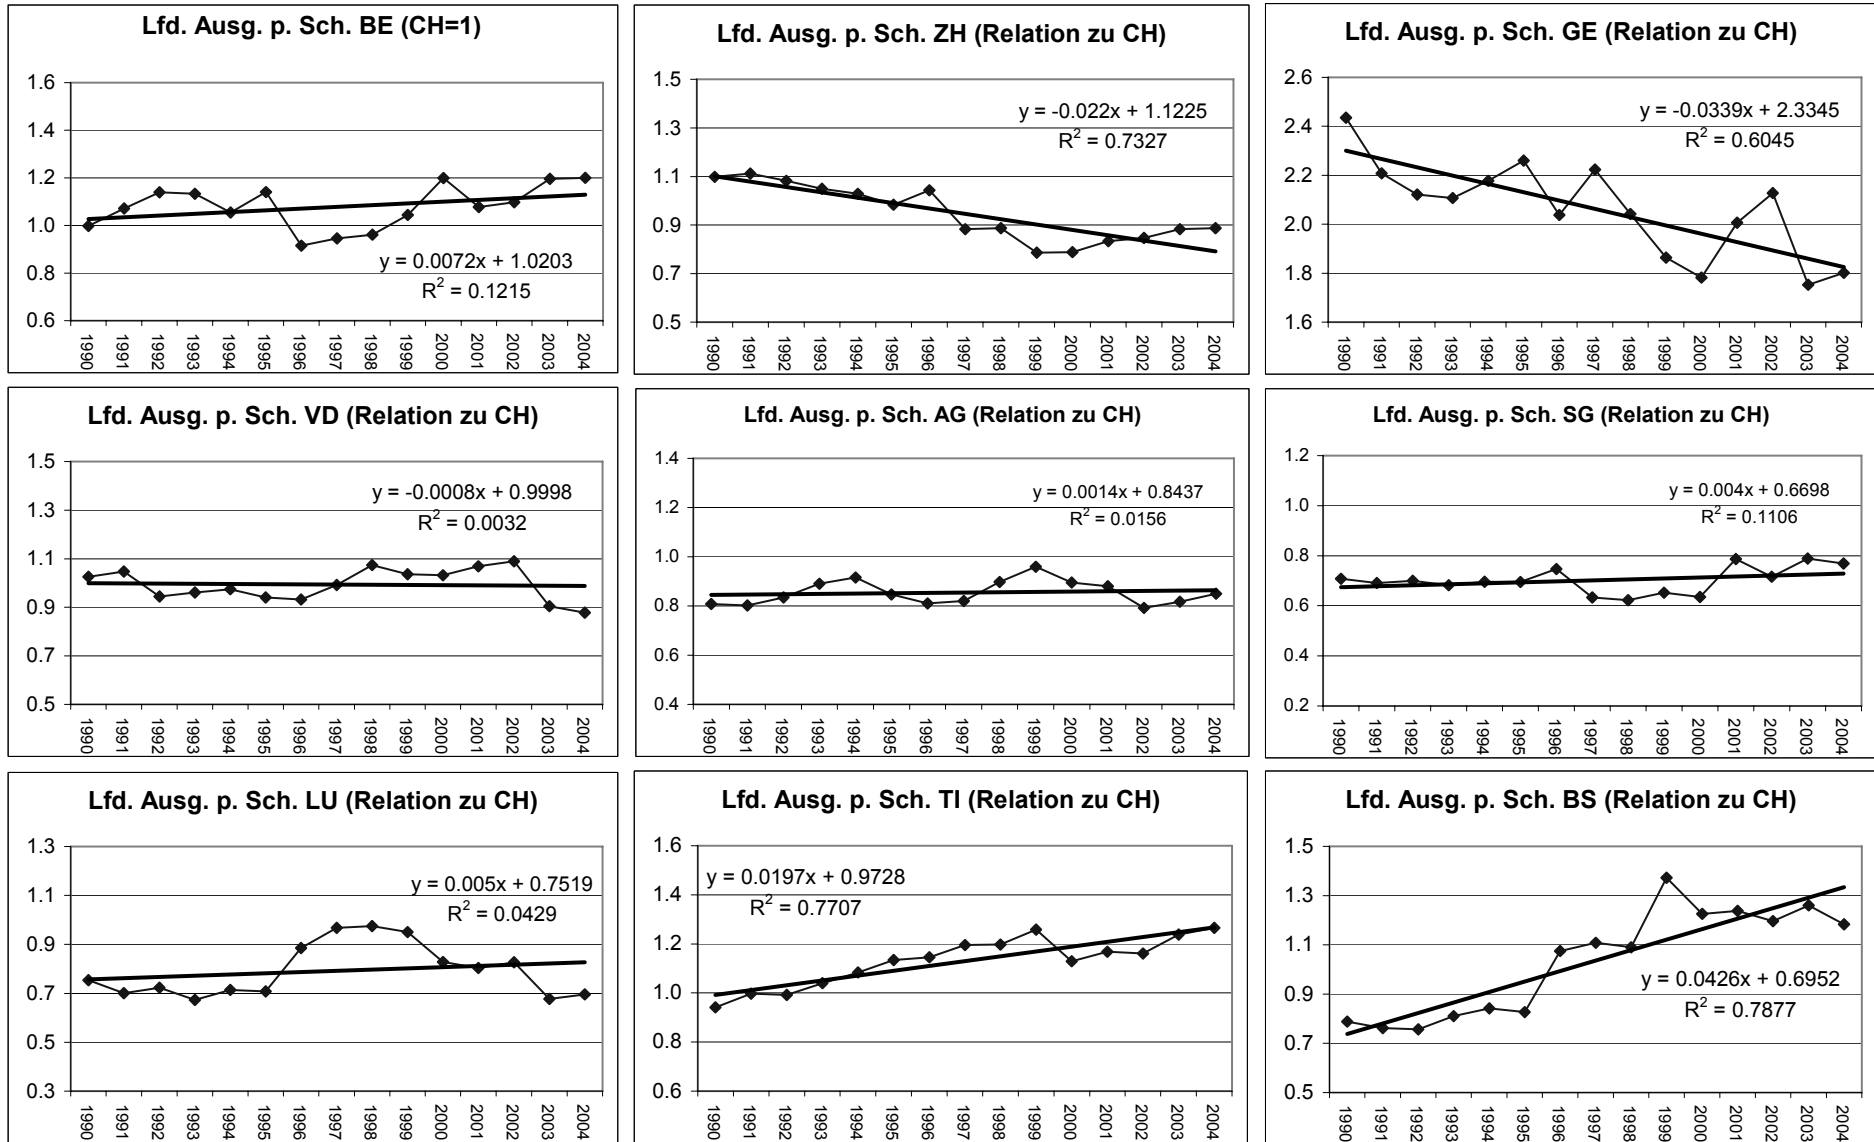 Lfd. Ausg. p. Sch. BE (CH=1)
1.6
1.4
1.2
1.0
0.8
0.6
y = 0.0072x + 1.0203
R² = 0.1215
1990 1991 1992 1993 1994 1995 1996 1997 1998 1999 2000 2001 2002 2003 2004
Lfd. Ausg. p. Sch. ZH (Relation zu CH)
1.5
1.3
1.1
0.9
0.7
0.5
y = -0.022x + 1.1225
R² = 0.7327
1990 1991 1992 1993 1994 1995 1996 1997 1998 1999 2000 2001 2002 2003 2004
Lfd. Ausg. p. Sch. GE (Relation zu CH)
2.6
2.4
2.2
2.0
1.8
1.6
y = -0.0339x + 2.3345
R² = 0.6045
1990 1991 1992 1993 1994 1995 1996 1997 1998 1999 2000 2001 2002 2003 2004
Lfd. Ausg. p. Sch. VD (Relation zu CH)
1.5
1.3
1.1
0.9
0.7
0.5
y = -0.0008x + 0.9998
R² = 0.0032
1990 1991 1992 1993 1994 1995 1996 1997 1998 1999 2000 2001 2002 2003 2004
Lfd. Ausg. p. Sch. AG (Relation zu CH)
1.4
1.2
1.0
0.8
0.6
0.4
y = 0.0014x + 0.8437
R² = 0.0156
1990 1991 1992 1993 1994 1995 1996 1997 1998 1999 2000 2001 2002 2003 2004
Lfd. Ausg. p. Sch. SG (Relation zu CH)
1.2
1.0
0.8
0.6
0.4
0.2
y = 0.004x + 0.6698
R² = 0.1106
1990 1991 1992 1993 1994 1995 1996 1997 1998 1999 2000 2001 2002 2003 2004
Lfd. Ausg. p. Sch. LU (Relation zu CH)
1.3
1.1
0.9
0.7
0.5
0.3
y = 0.005x + 0.7519
R² = 0.0429
1990 1991 1992 1993 1994 1995 1996 1997 1998 1999 2000 2001 2002 2003 2004
Lfd. Ausg. p. Sch. TI (Relation zu CH)
1.6
1.4
1.2
1.0
0.8
0.6
y = 0.0197x + 0.9728
R² = 0.7707
1990 1991 1992 1993 1994 1995 1996 1997 1998 1999 2000 2001 2002 2003 2004
Lfd. Ausg. p. Sch. BS (Relation zu CH)
1.5
1.3
1.1
0.9
0.7
0.5
y = 0.0426x + 0.6952
R² = 0.7877
1990 1991 1992 1993 1994 1995 1996 1997 1998 1999 2000 2001 2002 2003 2004